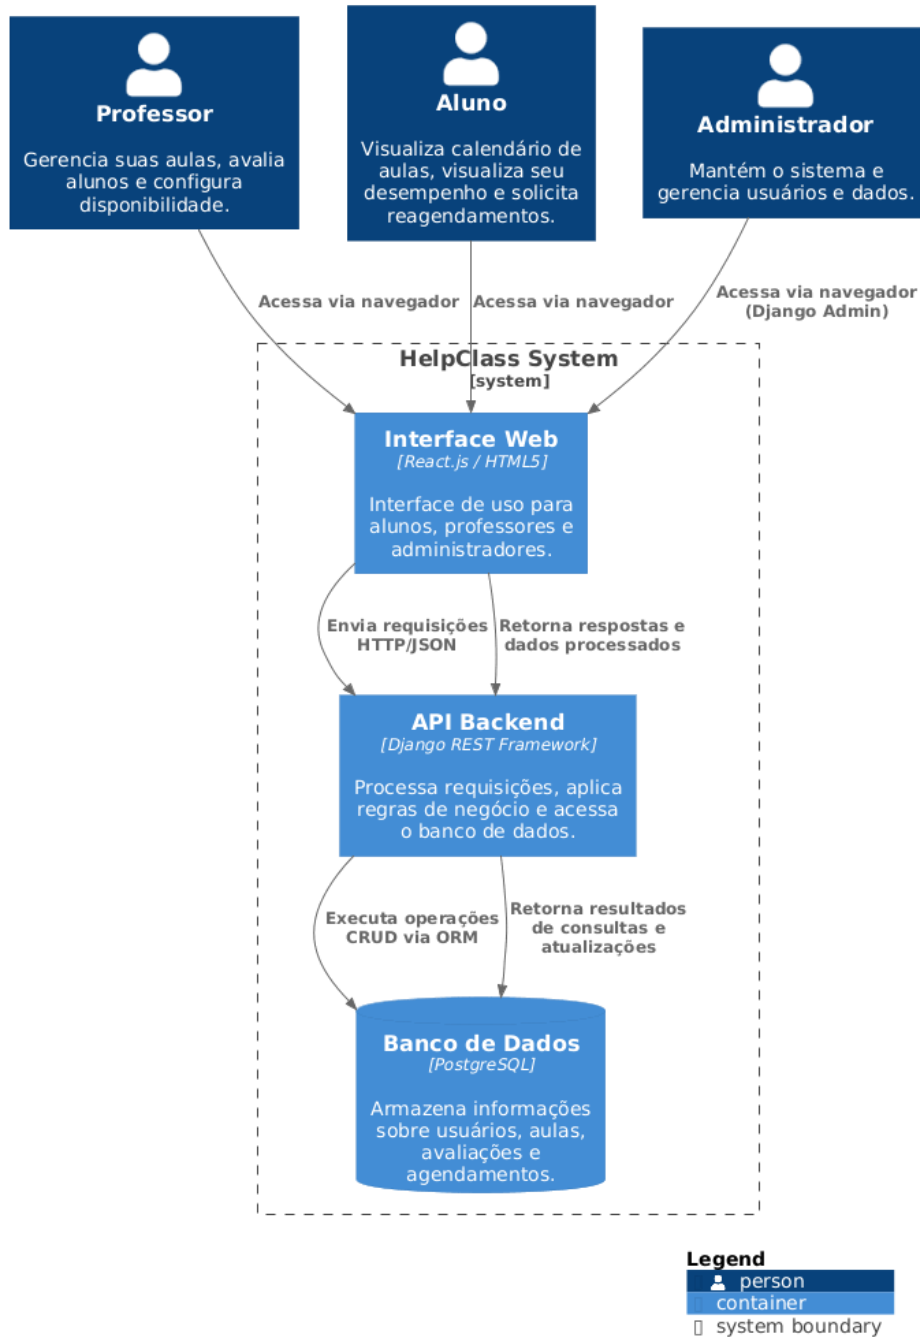 Professor
Gerencia suas aulas, avalia
alunos e configura
disponibilidade.
Aluno
Visualiza calendário de
aulas, visualiza seu
desempenho e solicita
reagendamentos.
Administrador
Mantém o sistema e
gerencia usuários e dados.
Acessa via navegador
Acessa via navegador
Acessa via navegador
(Django Admin)
HelpClass System
[system]
Interface Web
[React.js / HTML5]
Interface de uso para
alunos, professores e
administradores.
Envia requisições
HTTP/JSON
Retorna respostas e
dados processados
API Backend
[Django REST Framework]
Processa requisições, aplica
regras de negócio e acessa
o banco de dados.
Executa operações
CRUD via ORM
Retorna resultados
de consultas e
atualizações
Banco de Dados
[PostgreSQL]
Armazena informações
sobre usuários, aulas,
avaliações e
agendamentos.
Legend
person
container
system boundary